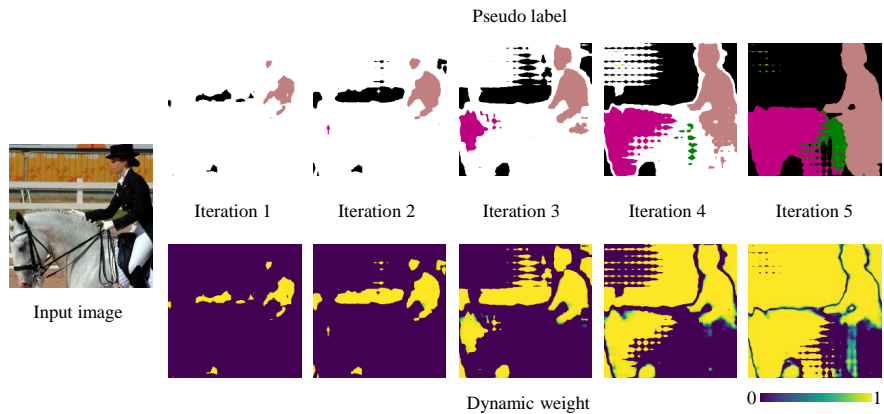 Pseudo label
Iteration 1
Iteration 2
Iteration 3
Iteration 4
Iteration 5
Input image
Dynamic weight
0
1